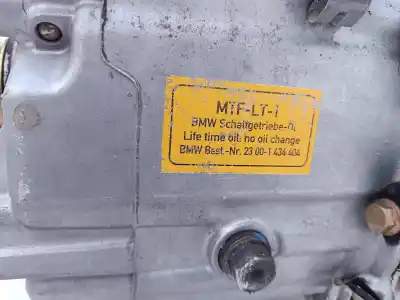 MTF-LT-1
BMW Schaltgetriebe-Öl
Life time oil: no oil change
BMW Best.-Nr. 23 00-1 434 404